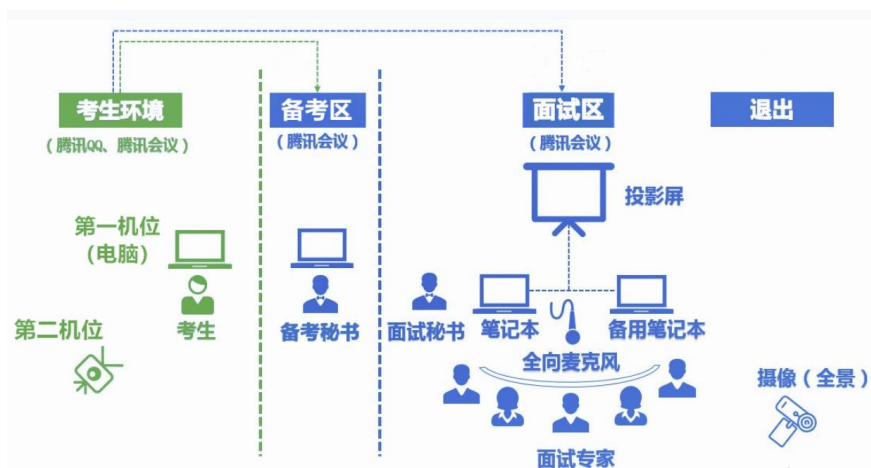 考生环境
（腾讯QQ、腾讯会议）
备考区
（腾讯会议）
面试区
（腾讯会议）
退出
投影屏
第一机位
（电脑）
考生
第二机位
备考秘书
面试秘书
笔记本
备用笔记本
全向麦克风
面试专家
摄像（全景）